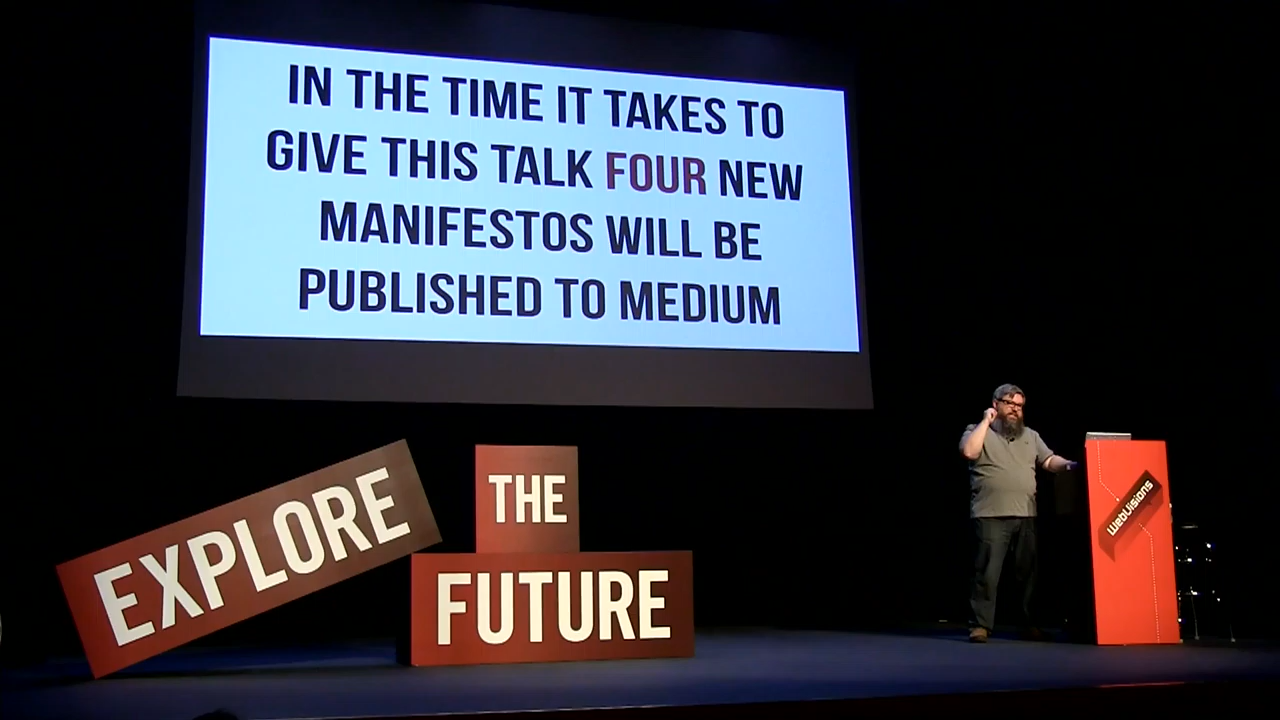 IN THE TIME IT TAKES TO
GIVE THIS TALK FOUR NEW
MANIFESTOS WILL BE
PUBLISHED TO MEDIUM
EXPLORE
THE
FUTURE
WebVisions